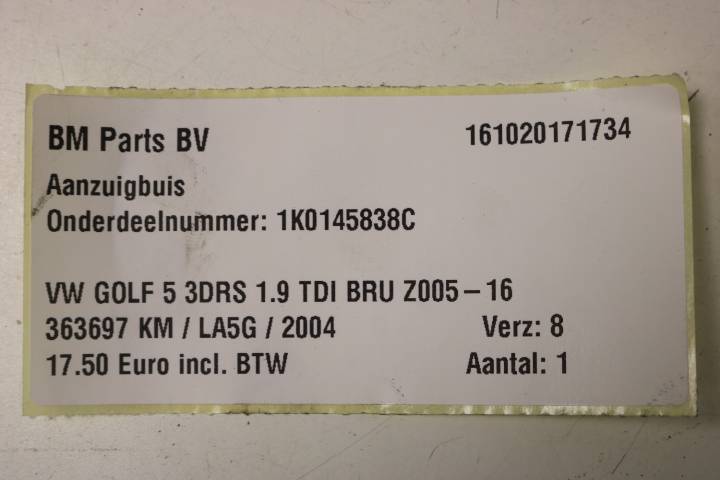 BM Parts BV 161020171734
Aanzuigbuis
Onderdeelnummer: 1K0145838C
VW GOLF 5 3DRS 1.9 TDI BRU Z005-16
363697 KM / LA5G / 2004 Verz: 8
17.50 Euro incl. BTW Aantal: 1